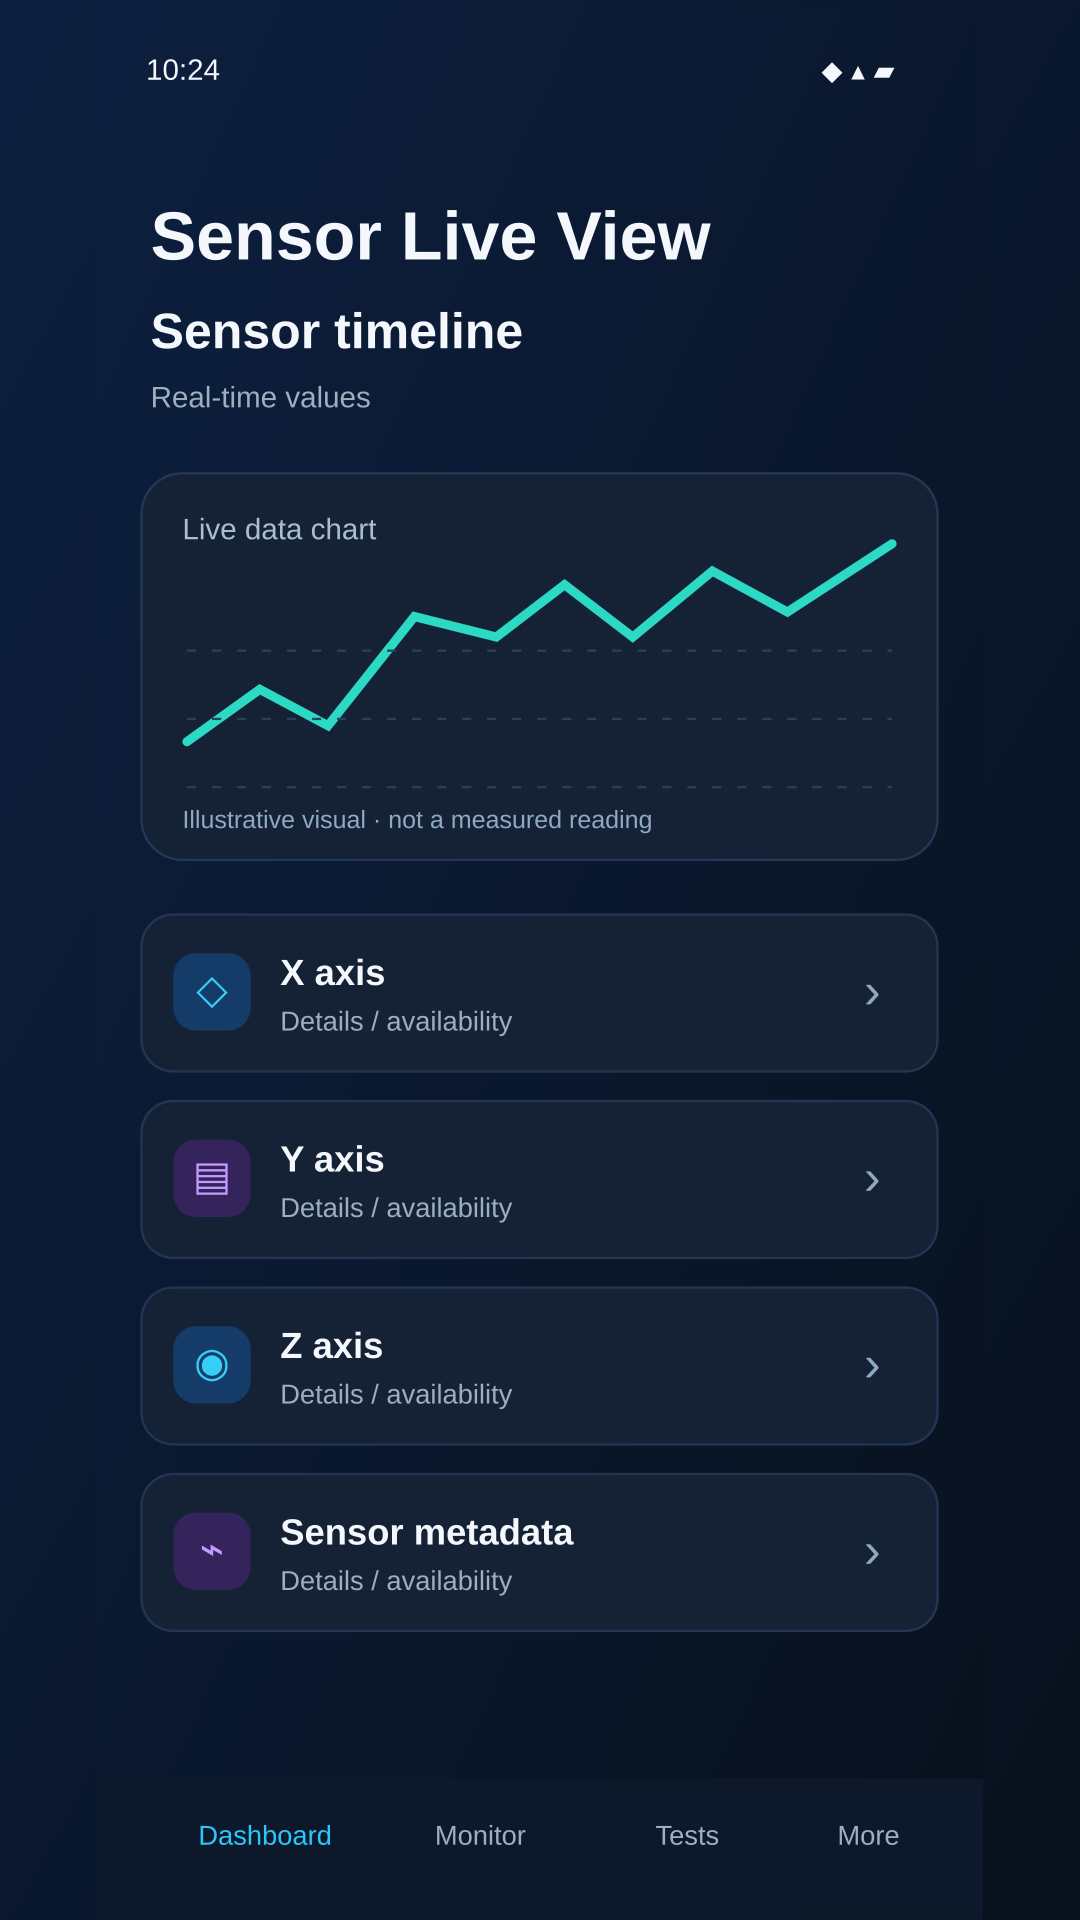 10:24
Sensor Live View
Sensor timeline
Real-time values
Live data chart
Illustrative visual · not a measured reading
X axis
Details / availability
Y axis
Details / availability
Z axis
Details / availability
Sensor metadata
Details / availability
Dashboard Monitor Tests More